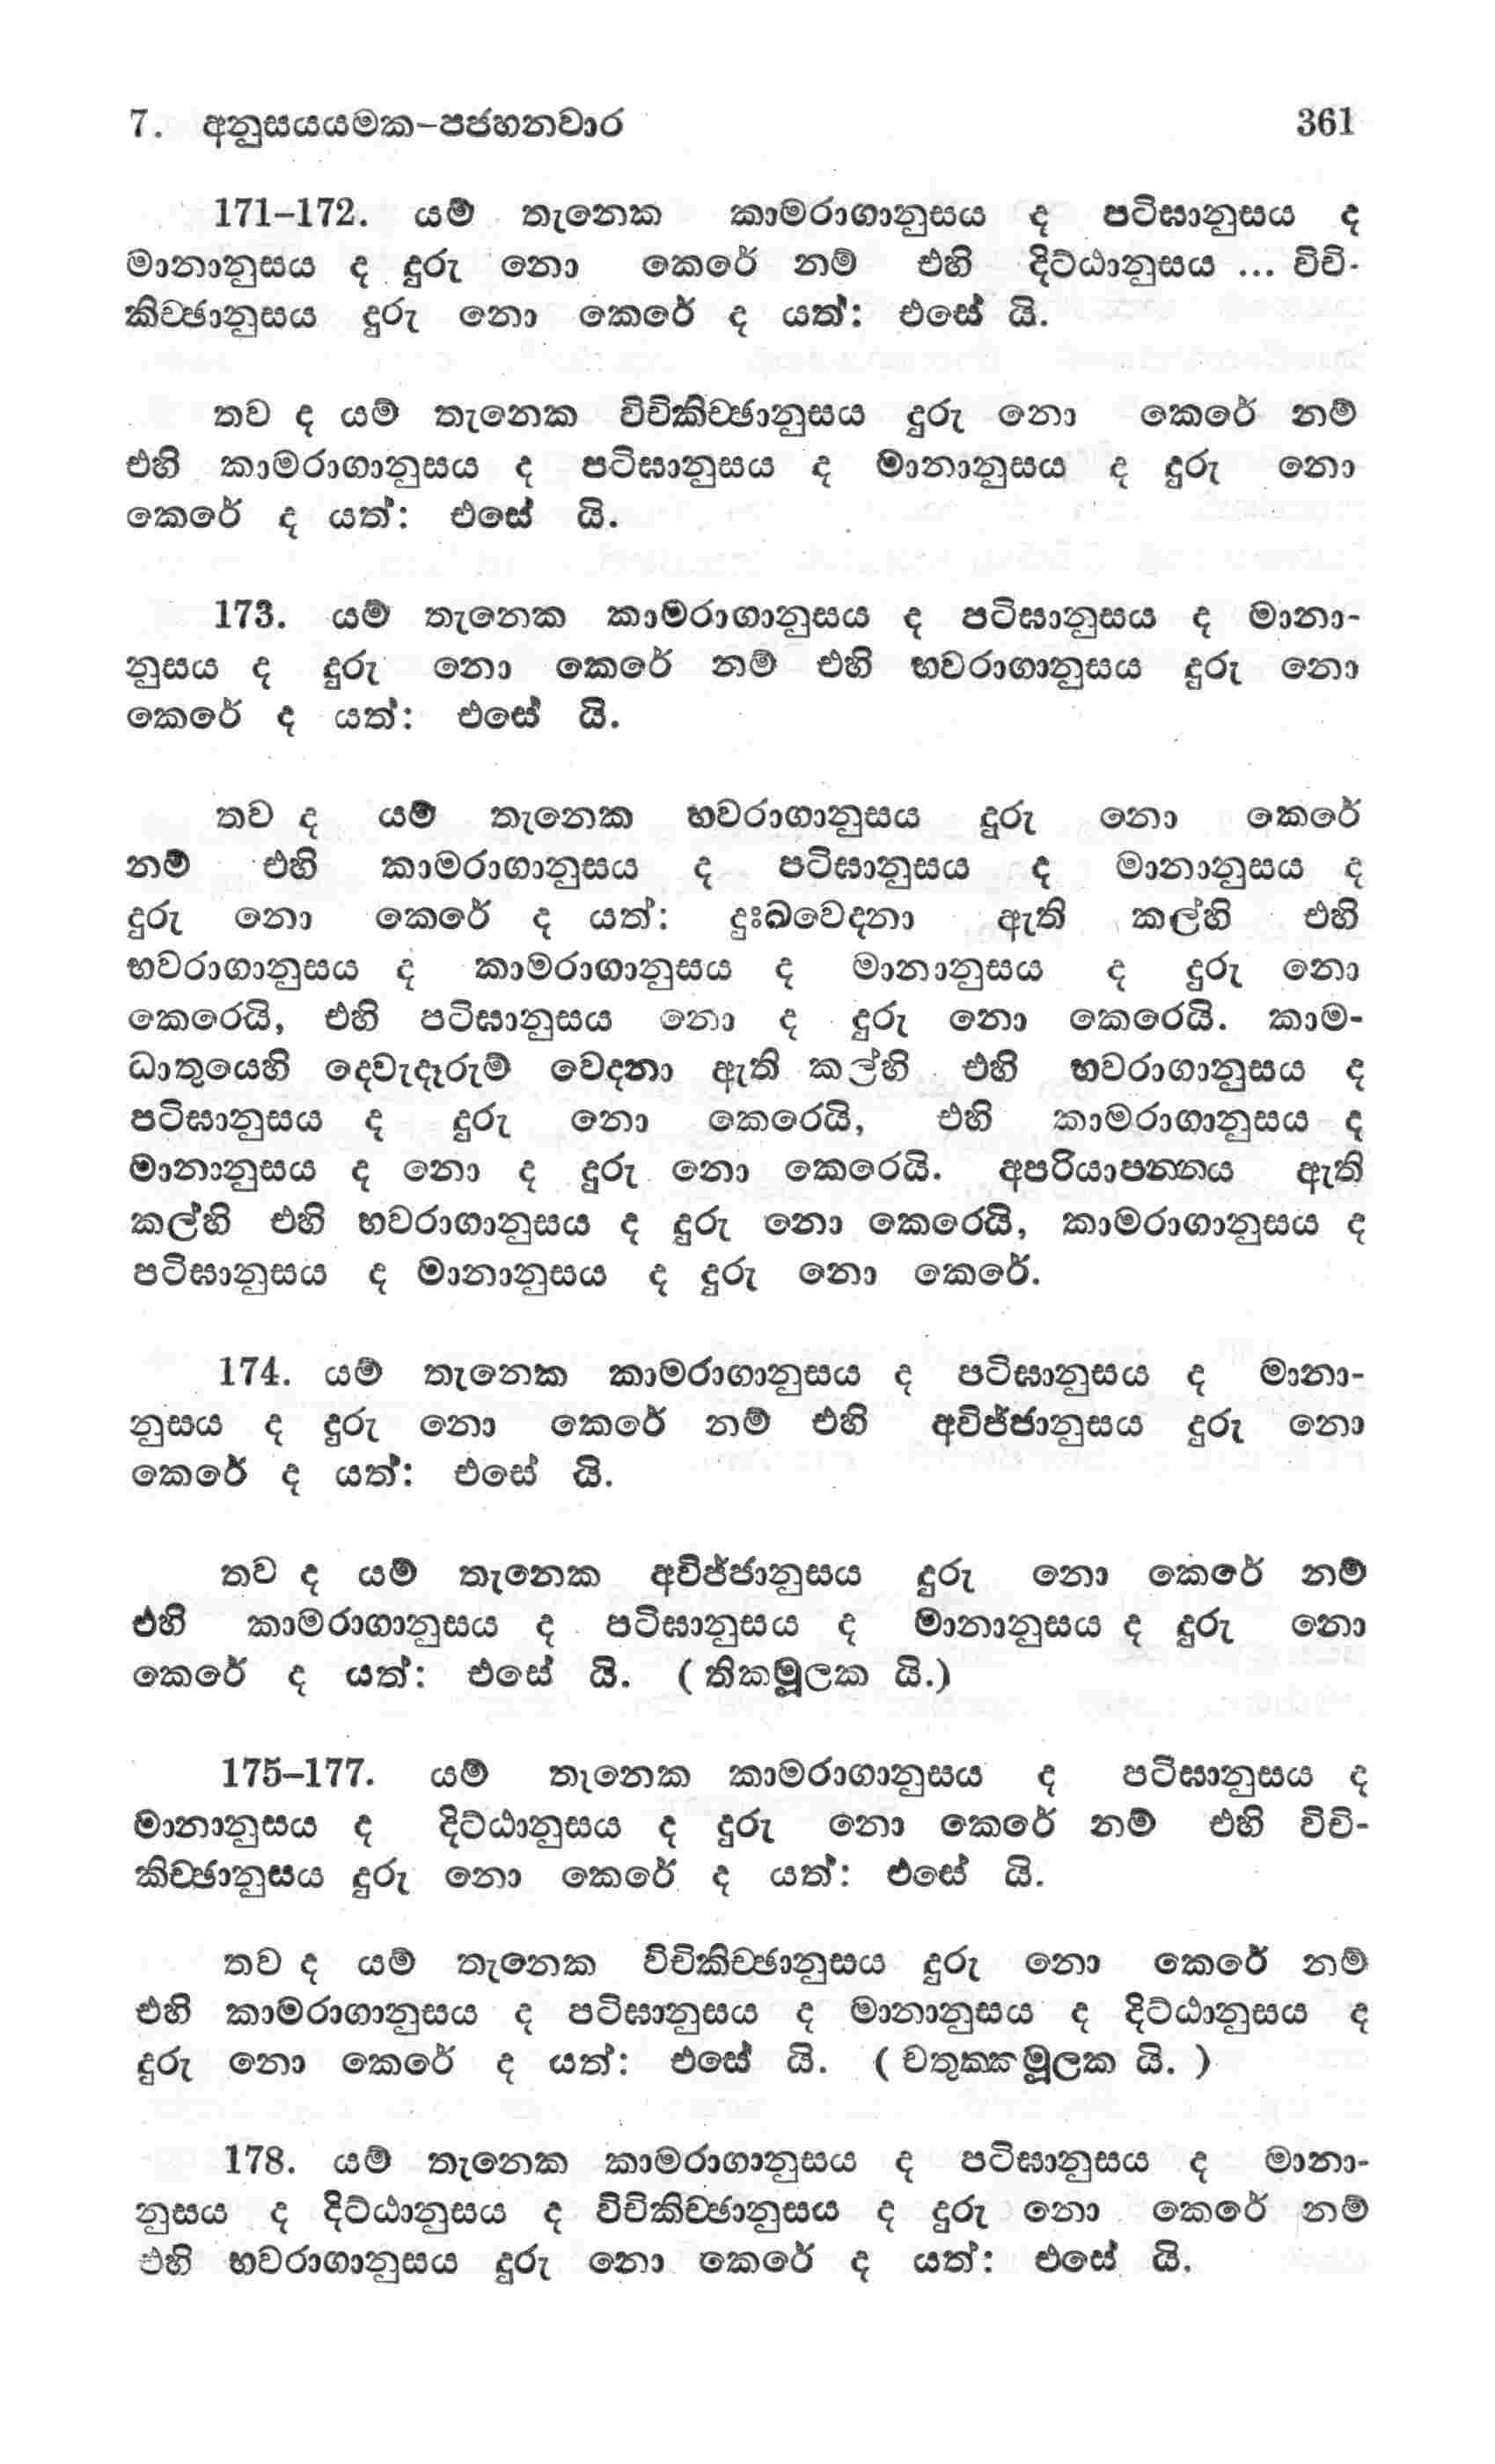 7. අනුසයයමක-පජහනවාර 361
171-172. යම් තැනෙක කාමරාගානුසය ද පටිඝානුසය ද
මානානුසය ද දුරු නො කෙරේ නම් එහි දිට්ඨානුසය ... විචි-
කිච්ඡානුසය දුරු නො කෙරේ ද යත්: එසේ යි.
තව ද යම් තැනෙක විචිකිච්ඡානුසය දුරු නො කෙරේ නම්
එහි කාමරාගානුසය ද පටිඝානුසය ද මානානුසය ද දුරු නො
කෙරේ ද යත්: එසේ යි.
173. යම් තැනෙක කාමරාගානුසය ද පටිඝානුසය ද මානා-
නුසය ද දුරු නො කෙරේ නම් එහි භවරාගානුසය දුරු නො
කෙරේ ද යත්: එසේ යි.
තව ද යම් තැනෙක භවරාගානුසය දුරු නො කෙරේ
නම් එහි කාමරාගානුසය ද පටිඝානුසය ද මානානුසය ද
දුරු නො කෙරේ ද යත්: දුඃඛවෙදනා ඇති කල්හි එහි
භවරාගානුසය ද කාමරාගානුසය ද මානානුසය ද දුරු නො
කෙරෙයි, එහි පටිඝානුසය නො ද දුරු නො කෙරෙයි. කාම-
ධාතුයෙහි දෙවැදෑරුම් වෙදනා ඇති කල්හි එහි භවරාගානුසය ද
පටිඝානුසය ද දුරු නො කෙරෙයි, එහි කාමරාගානුසය ද
මානානුසය ද නො ද දුරු නො කෙරෙයි. අපරියාපන්නය ඇති
කල්හි එහි භවරාගානුසය ද දුරු නො කෙරෙයි, කාමරාගානුසය ද
පටිඝානුසය ද මානානුසය ද දුරු නො කෙරේ.
174. යම් තැනෙක කාමරාගානුසය ද පටිඝානුසය ද මානා-
නුසය ද දුරු නො කෙරේ නම් එහි අවිජ්ජානුසය දුරු නො
කෙරේ ද යත්: එසේ යි.
තව ද යම් තැනෙක අවිජ්ජානුසය දුරු නො කෙරේ නම්
එහි කාමරාගානුසය ද පටිඝානුසය ද මානානුසය ද දුරු නො
කෙරේ ද යත්: එසේ යි. (තිකමූලක යි.)
175-177. යම් තැනෙක කාමරාගානුසය ද පටිඝානුසය ද
මානානුසය ද දිට්ඨානුසය ද දුරු නො කෙරේ නම් එහි විචි-
කිච්ඡානුසය දුරු නො කෙරේ ද යත්: එසේ යි.
තව ද යම් තැනෙක විචිකිච්ඡානුසය දුරු නො කෙරේ නම්
එහි කාමරාගානුසය ද පටිඝානුසය ද මානානුසය ද දිට්ඨානුසය ද
දුරු නො කෙරේ ද යත්: එසේ යි. (චතුක්කමූලක යි.)
178. යම් තැනෙක කාමරාගානුසය ද පටිඝානුසය ද මානා-
නුසය ද දිට්ඨානුසය ද විචිකිච්ඡානුසය ද දුරු නො කෙරේ නම්
එහි භවරාගානුසය දුරු නො කෙරේ ද යත්: එසේ යි.